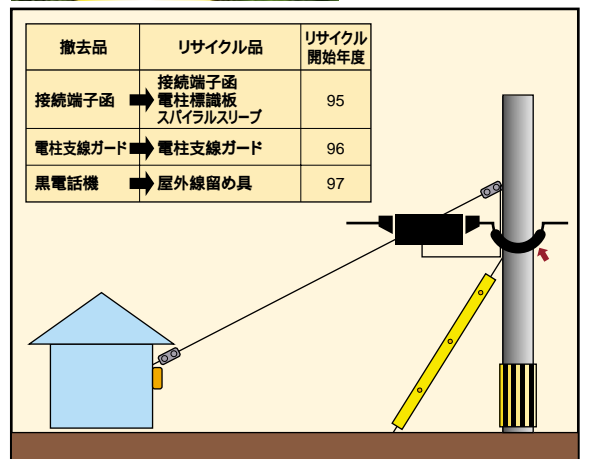 撤去品 リサイクル品 リサイクル
開始年度
接続端子函 接続端子函
電柱標識板
スパイラルスリーブ 95
電柱支線ガード 電柱支線ガード 96
黒電話機 屋外線留め具 97